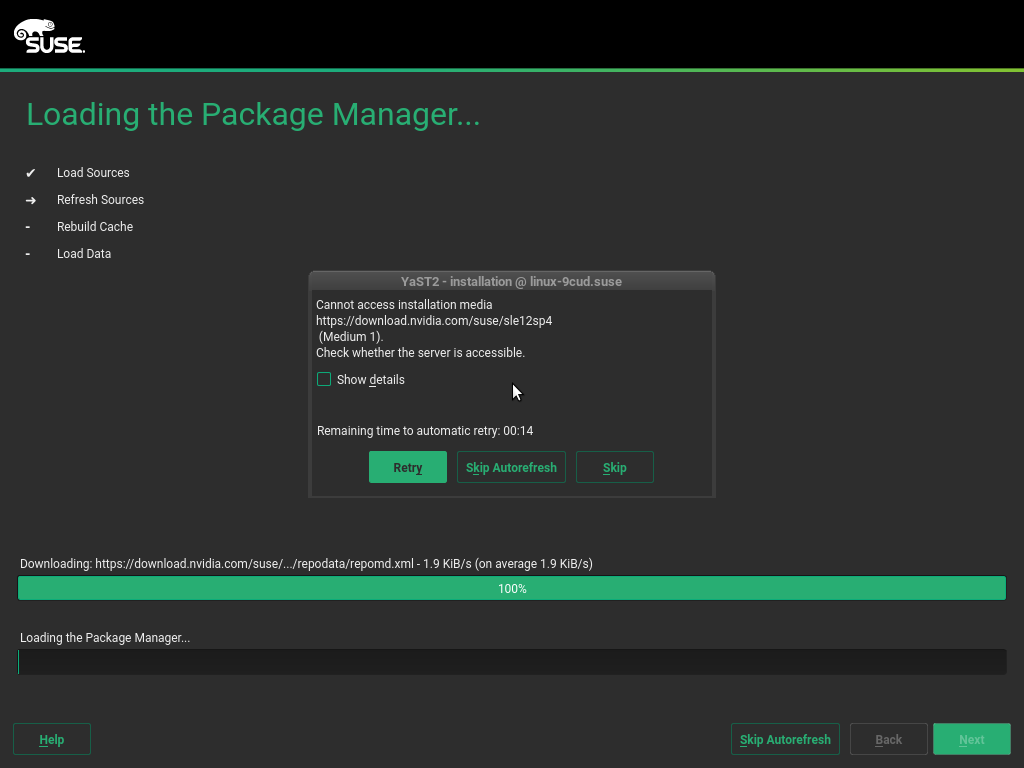 SUSE.
Loading the Package Manager...
✔ Load Sources
➜ Refresh Sources
- Rebuild Cache
- Load Data
YaST2 - installation @ linux-9cud.suse
Cannot access installation media
https://download.nvidia.com/suse/sle12sp4
(Medium 1).
Check whether the server is accessible.
Show details
Remaining time to automatic retry: 00:14
Retry Skip Autorefresh Skip
Downloading: https://download.nvidia.com/suse/.../repodata/repomd.xml - 1.9 KiB/s (on average 1.9 KiB/s)
100%
Loading the Package Manager...
Help Skip Autorefresh Back Next